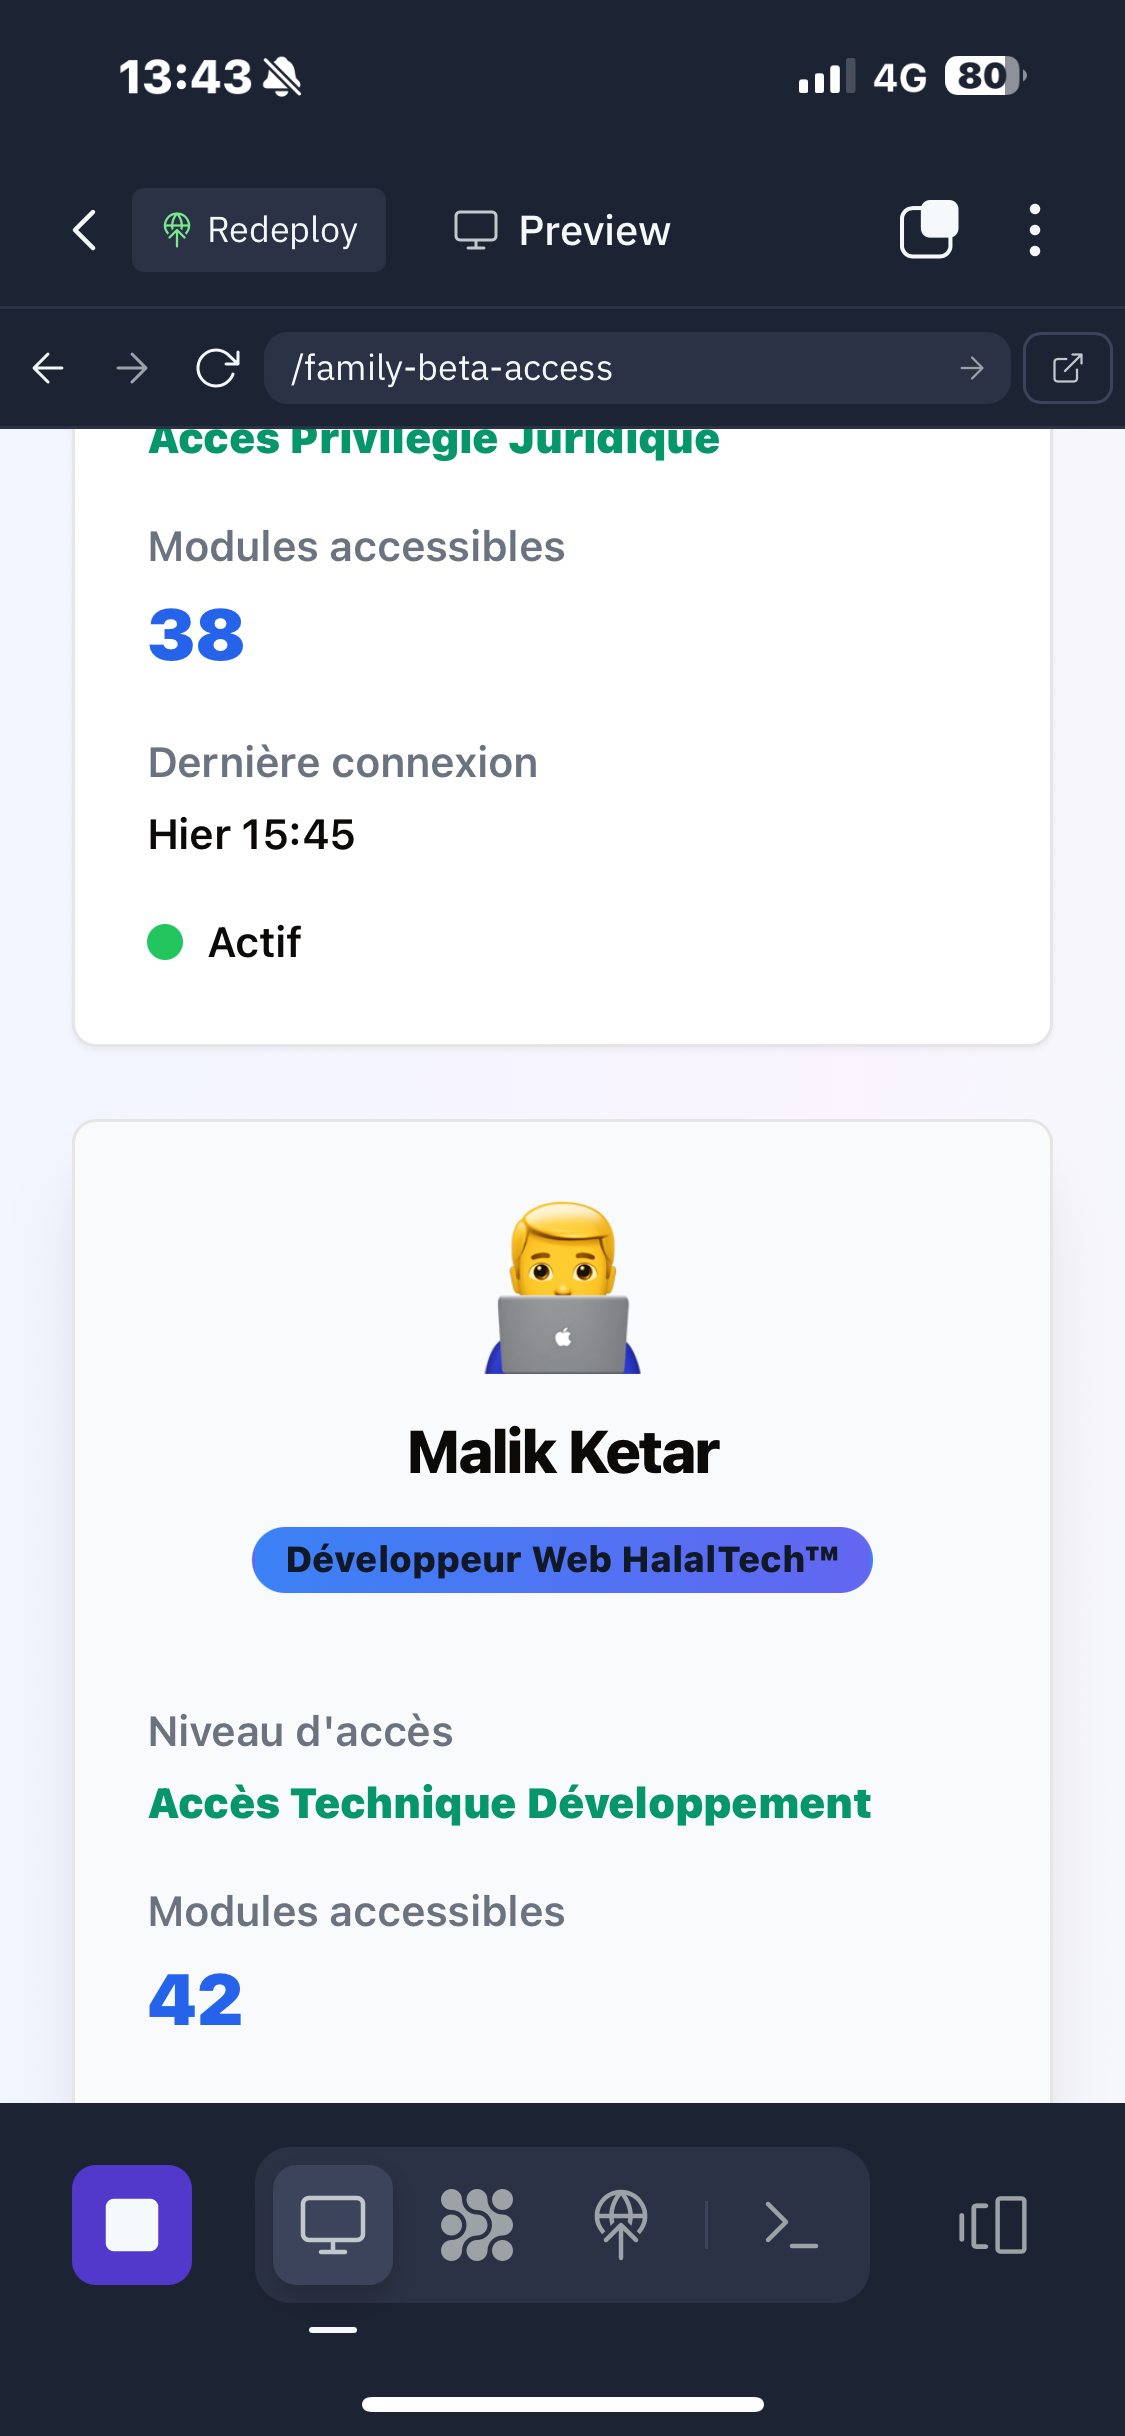 13:43
4G 80
Redeploy
Preview
/family-beta-access
Accès Privilégié Juridique
Modules accessibles
38
Dernière connexion
Hier 15:45
Actif
Malik Ketar
Développeur Web HalalTech™
Niveau d'accès
Accès Technique Développement
Modules accessibles
42